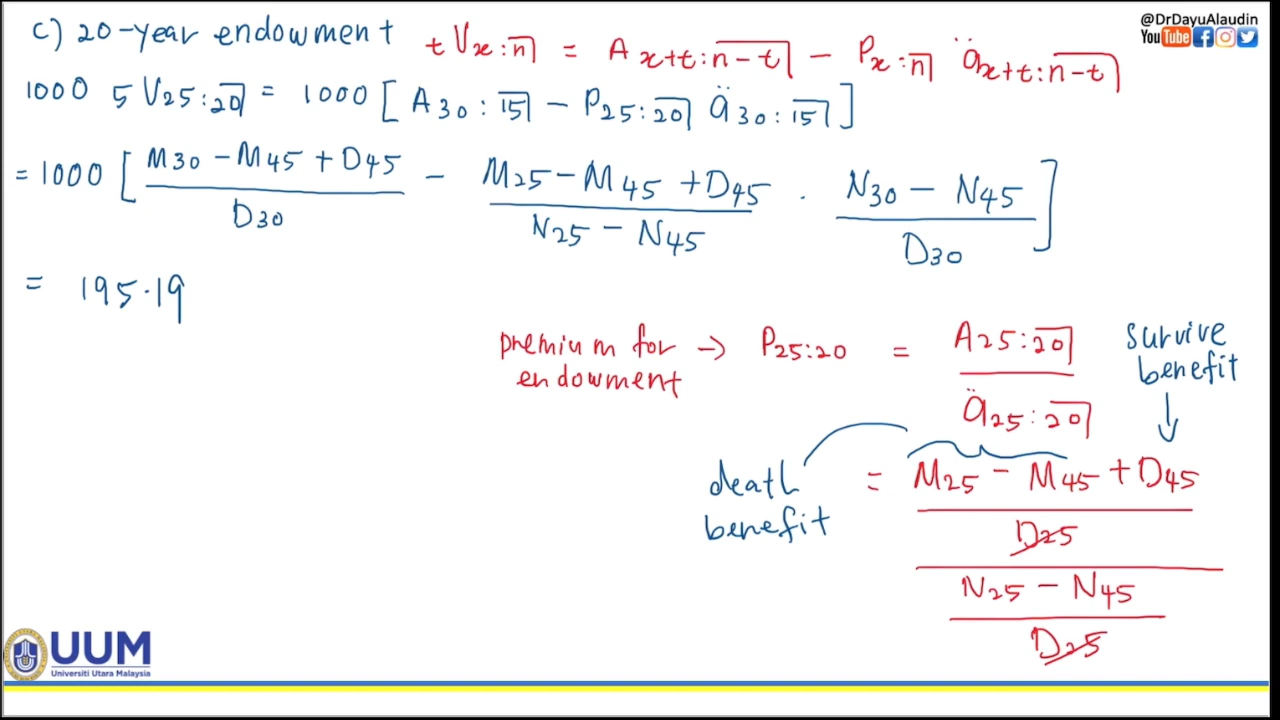 @DrDayuAlaudin
YouTube
c) 20-year endowment tVx:n̅| = Ax+t:n-t̅| - Px:n̅| äx+t:n-t̅|
1000 5V25:20̅| = 1000 [ A30:15̅| - P25:20̅| ä30:15̅| ]
= 1000 [ M30 - M45 + D45 / D30 - M25 - M45 + D45 / N25 - N45 . N30 - N45 / D30 ]
= 195.19
premium for endowment → P25:20 = A25:20̅| / ä25:20̅|
survive
benefit
death
benefit
= M25 - M45 + D45
D25
N25 - N45
D25
UUM
Universiti Utara Malaysia